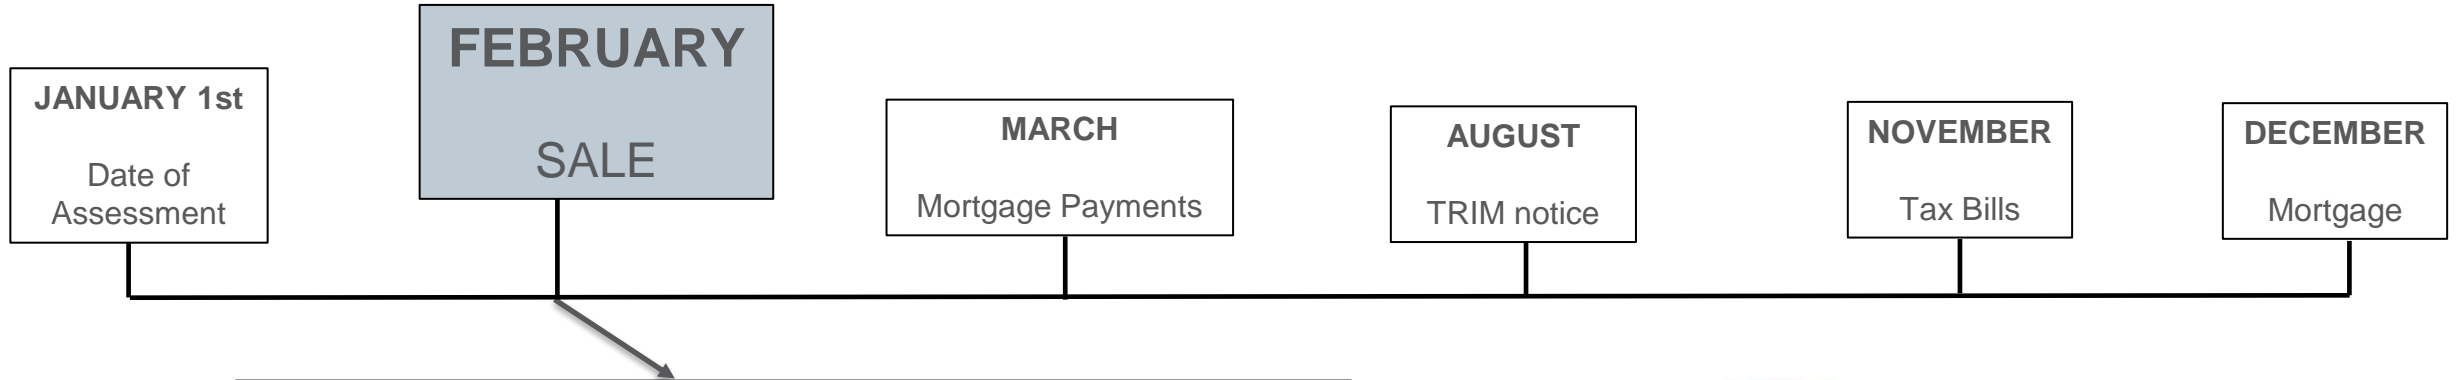 JANUARY 1st
Date of
Assessment
FEBRUARY
SALE
MARCH
Mortgage Payments
AUGUST
TRIM notice
NOVEMBER
Tax Bills
DECEMBER
Mortgage